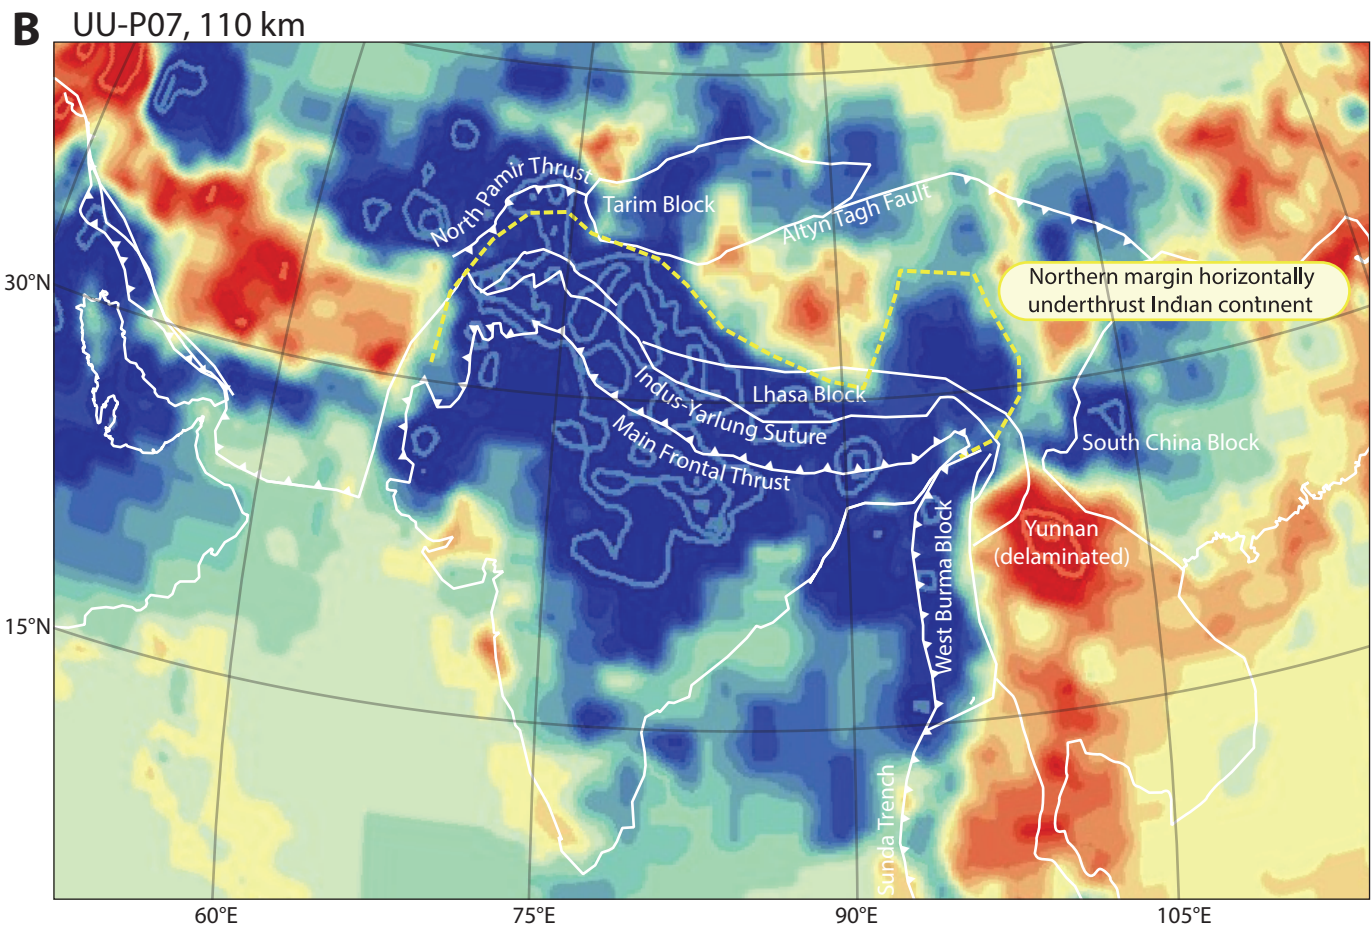 B UU-P07, 110 km
North Pamir Thrust
Tarim Block
Altyn Tagh Fault
30°N
Northern margin horizontally
underthrust Indian continent
Lhasa Block
Indus-Yarlung Suture
Main Frontal Thrust
South China Block
Yunnan
(delaminated)
West Burma Block
15°N
Sunda Trench
60°E
75°E
90°E
105°E